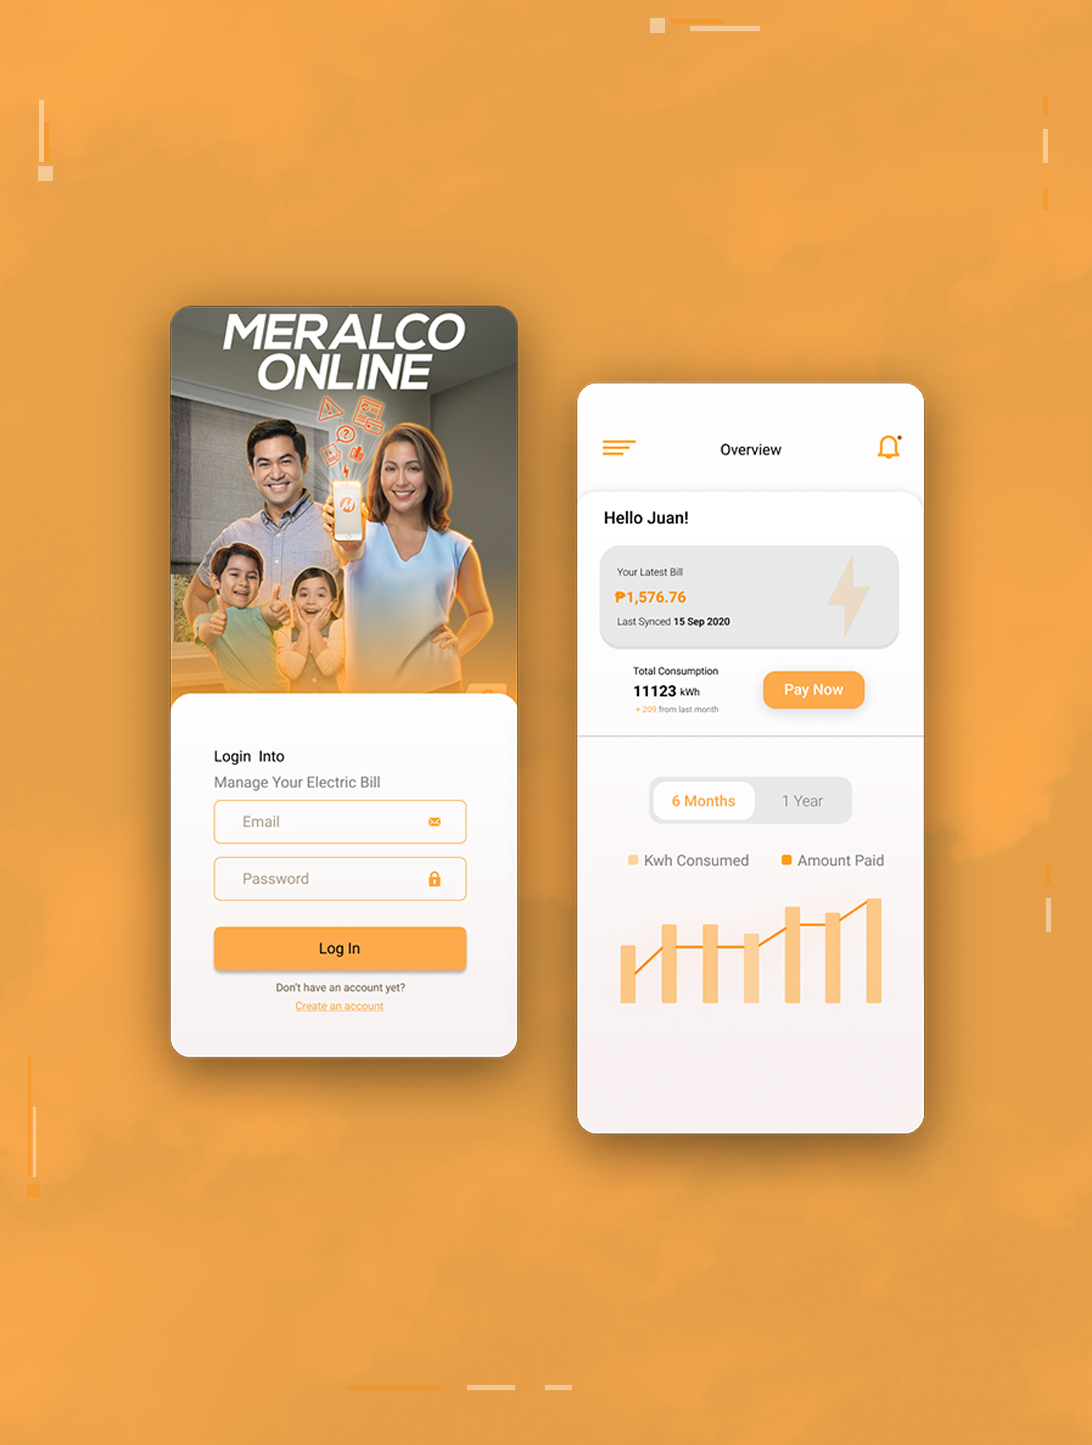 MERALCO
ONLINE
Login Into
Manage Your Electric Bill
Email
Password
Log In
Don't have an account yet?
Create an account
Overview
Hello Juan!
Your Latest Bill
₱1,576.76
Last Synced 15 Sep 2020
Total Consumption
11123 kWh
+ 209 from last month
Pay Now
6 Months
1 Year
Kwh Consumed
Amount Paid